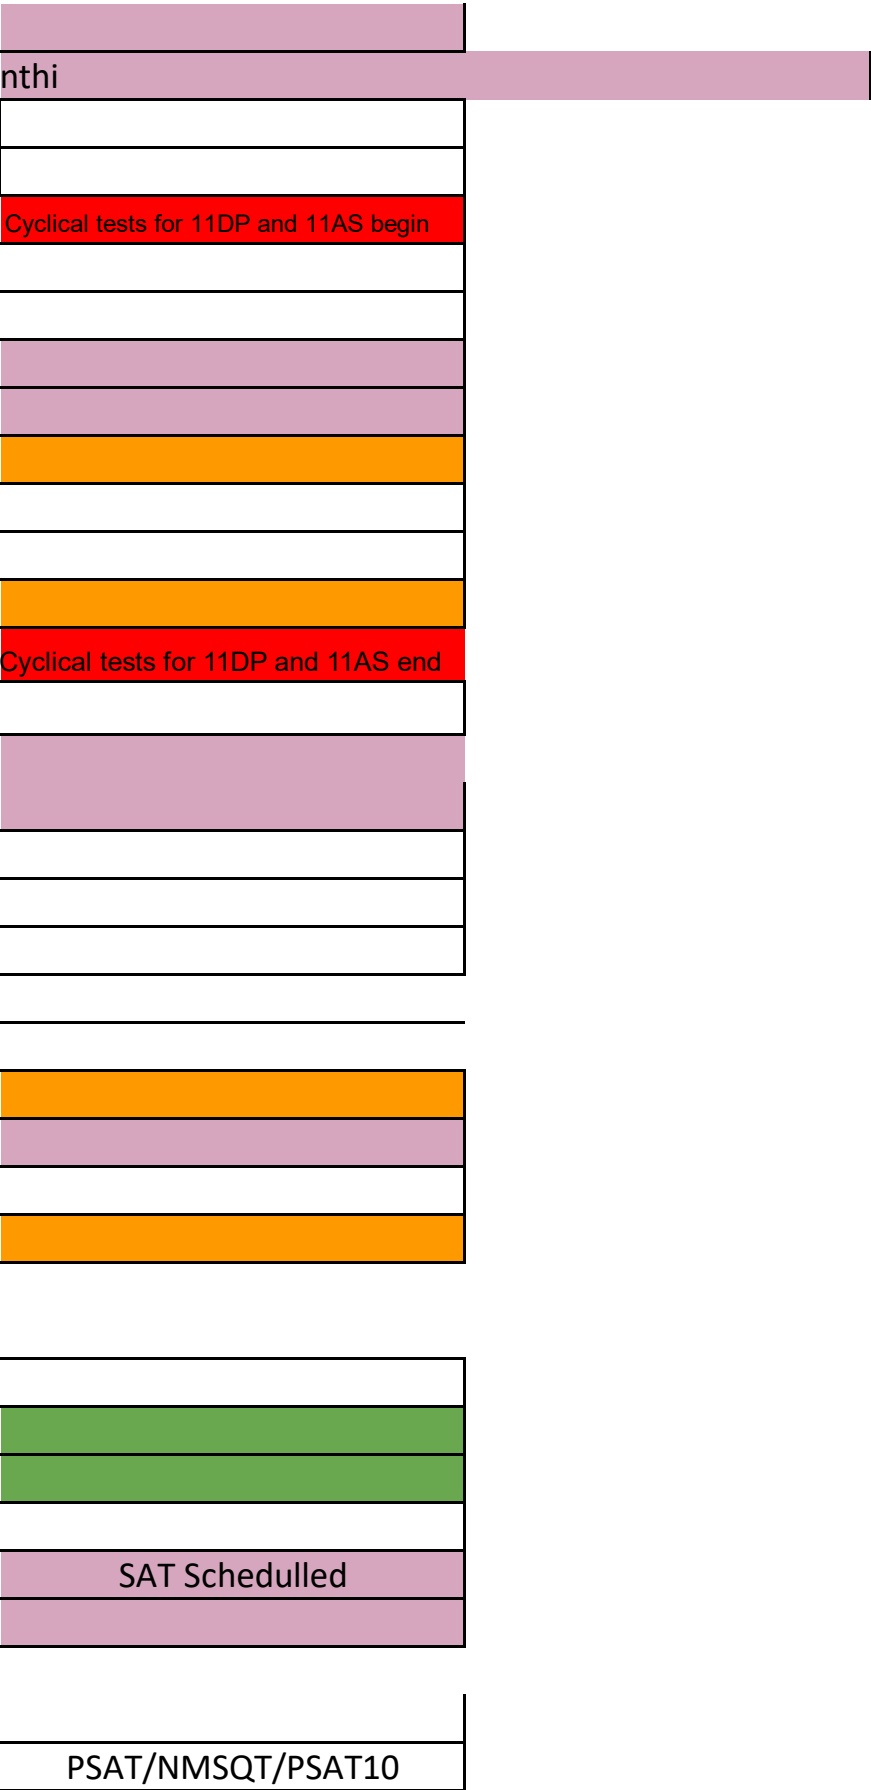 nthi
Cyclical tests for 11DP and 11AS begin
Cyclical tests for 11DP and 11AS end
SAT Schedulled
PSAT/NMSQT/PSAT10